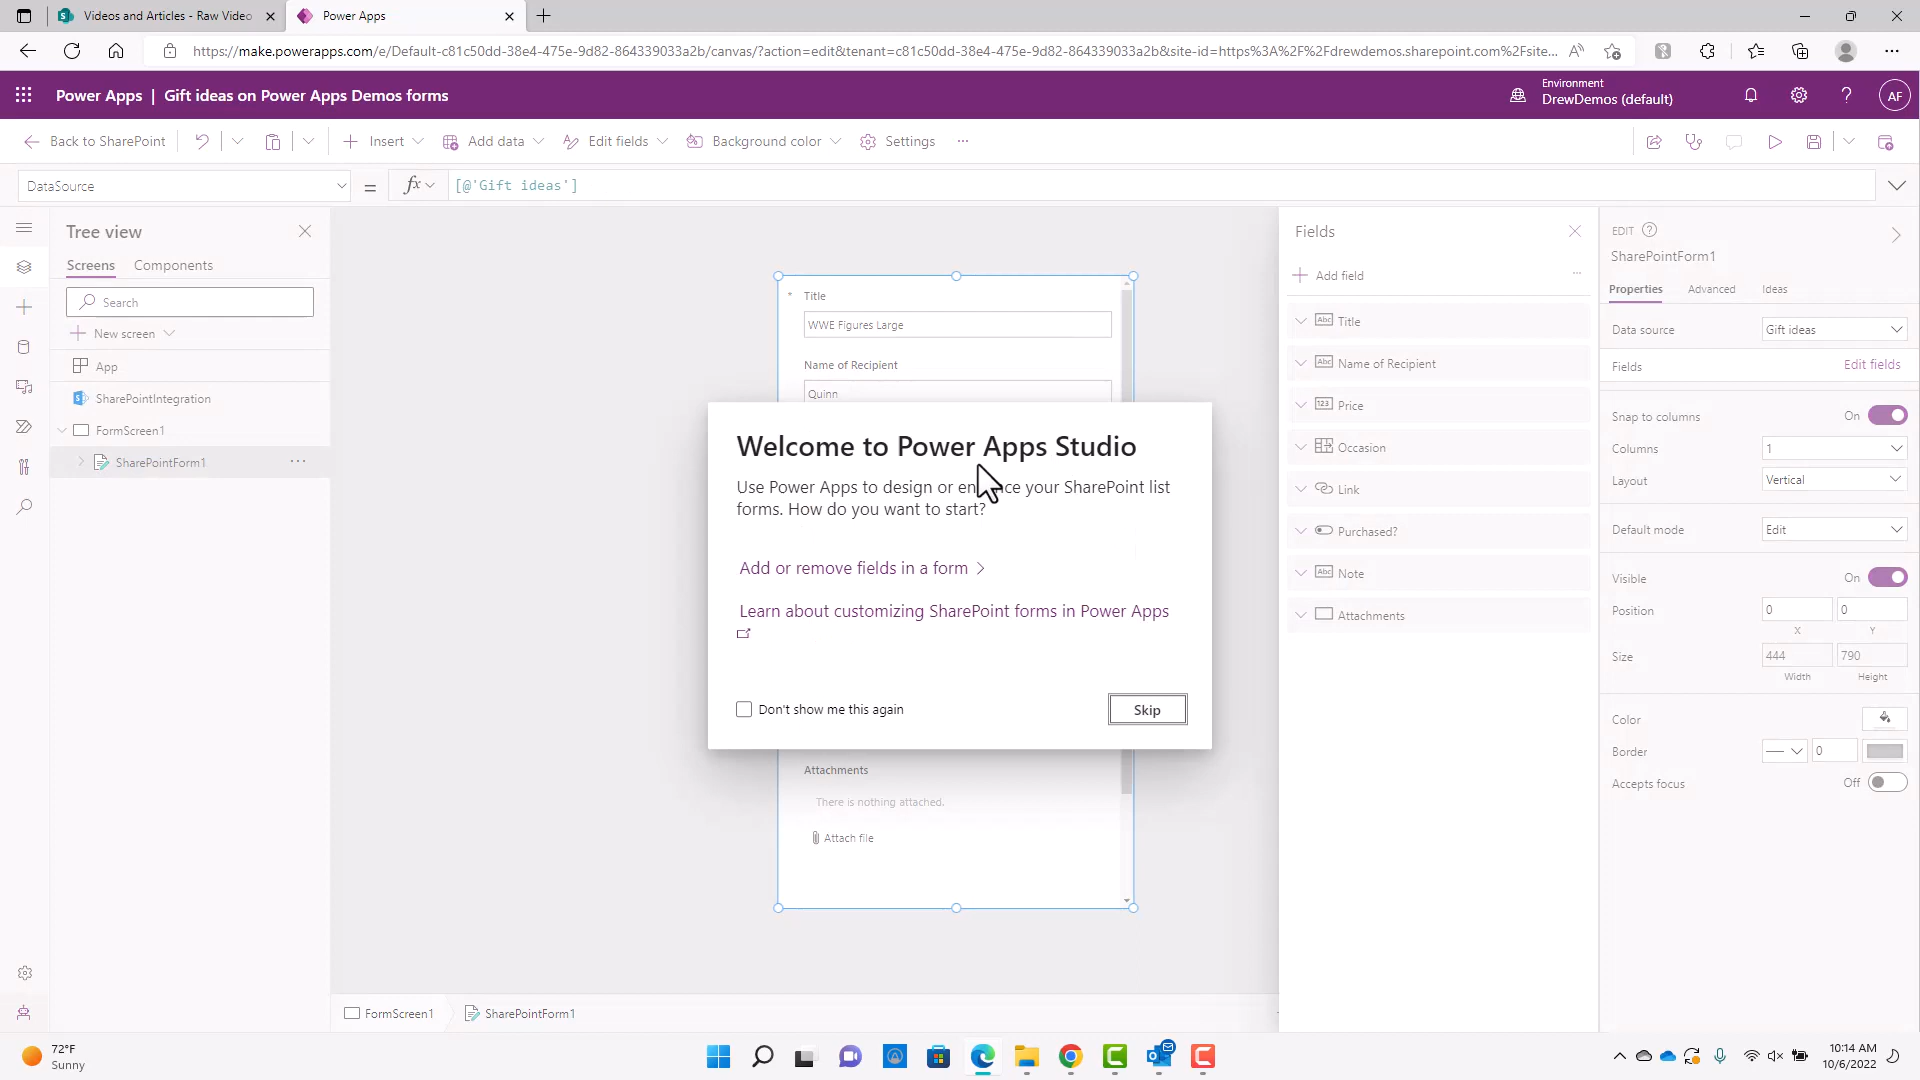 Videos and Articles - Raw Video
Power Apps
https://make.powerapps.com/e/Default-c81c50dd-38e4-475e-9d82-864339033a2b/canvas/?action=edit&tenant=c81c50dd-38e4-475e-9d82-864339033a2b&site-id=https%3A%2F%2Fdrewdemos.sharepoint.com%2Fsite...
Power Apps | Gift ideas on Power Apps Demos forms
Environment
DrewDemos (default)
AF
Back to SharePoint
Insert
Add data
Edit fields
Background color
Settings
DataSource
=
fx
[@'Gift ideas']
Tree view
Screens
Components
Search
New screen
App
SharePointIntegration
FormScreen1
SharePointForm1
* Title
WWE Figures Large
Name of Recipient
Quinn
Welcome to Power Apps Studio
Use Power Apps to design or en ce your SharePoint list
forms. How do you want to start?
Add or remove fields in a form
Learn about customizing SharePoint forms in Power Apps
Don't show me this again
Skip
Attachments
There is nothing attached.
Attach file
FormScreen1
SharePointForm1
Fields
Add field
Abc Title
Abc Name of Recipient
123 Price
Occasion
Link
Purchased?
Abc Note
Attachments
EDIT
SharePointForm1
Properties
Advanced
Ideas
Data source
Gift ideas
Fields
Edit fields
Snap to columns
On
Columns
1
Layout
Vertical
Default mode
Edit
Visible
On
Position
0
0
X
Y
Size
444
790
Width
Height
Color
Border
0
Accepts focus
Off
72°F
Sunny
10:14 AM
10/6/2022